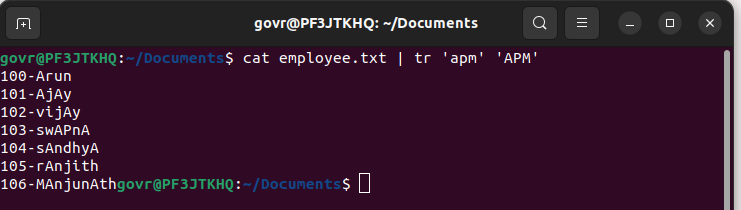 govr@PF3JTKHQ: ~/Documents
govr@PF3JTKHQ:~/Documents$ cat employee.txt | tr 'apm' 'APM'
100-Arun
101-AjAy
102-vijAy
103-swAPnA
104-sAndhyA
105-rAnjith
106-MAnjunAthgovr@PF3JTKHQ:~/Documents$